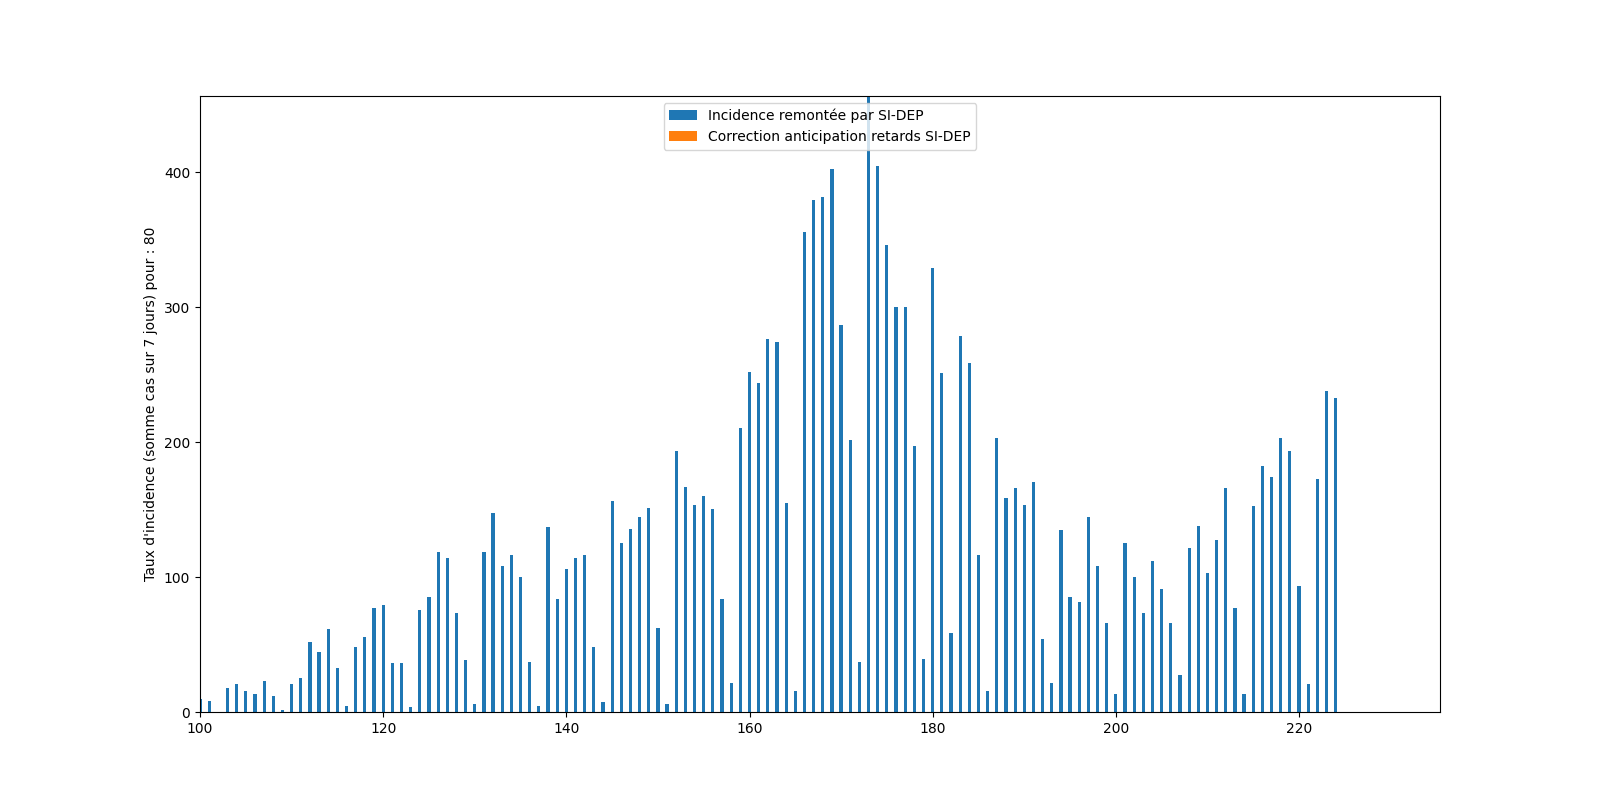 Incidence remontée par SI-DEP
Correction anticipation retards SI-DEP
Taux d'incidence (somme cas sur 7 jours) pour : 80
400
300
200
100
0
100 120 140 160 180 200 220